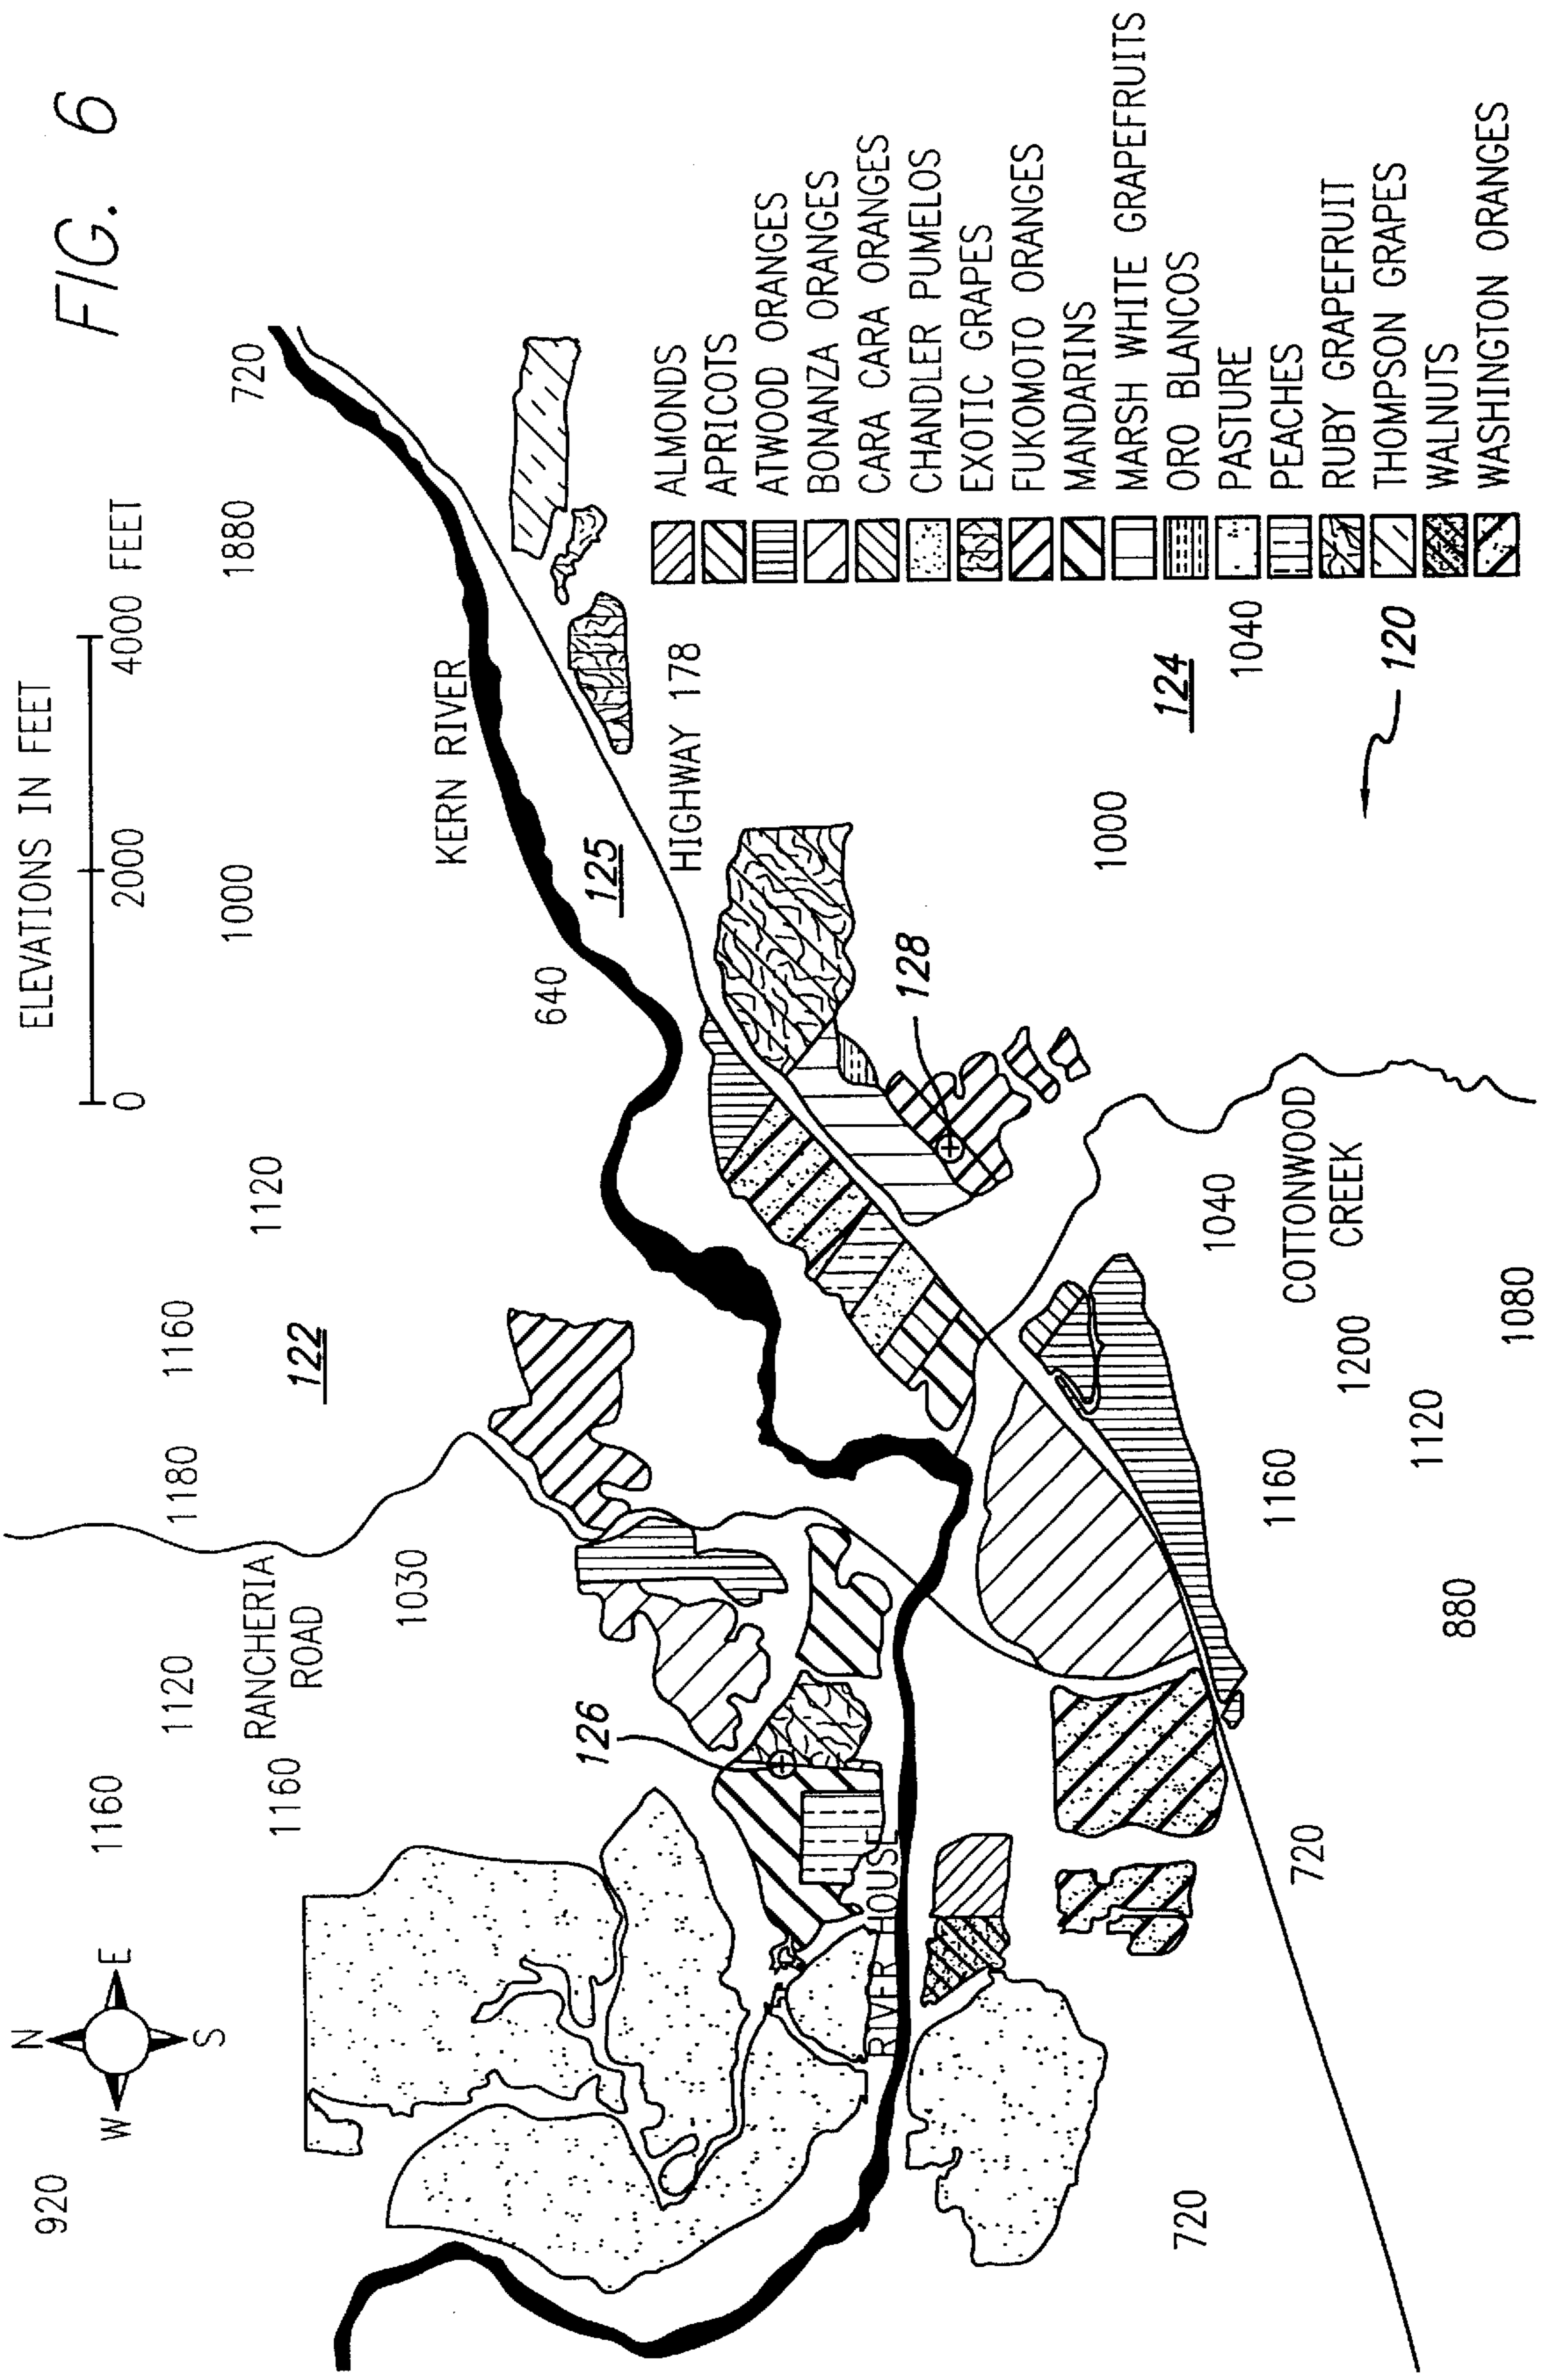 FIG. 6
ELEVATIONS IN FEET
0
2000
4000 FEET
N
W
E
S
920
1160
1120
1180
1160
1160
RANCHERIA
ROAD
1030
122
1120
1000
1880
720
KERN RIVER
640
125
HIGHWAY 178
126
128
RIVER HOUSE
720
720
880
1160
1120
1200
1080
1040
COTTONWOOD
CREEK
1000
124
1040
120
ALMONDS
APRICOTS
ATWOOD ORANGES
BONANZA ORANGES
CARA CARA ORANGES
CHANDLER PUMELOS
EXOTIC GRAPES
FUKOMOTO ORANGES
MANDARINS
MARSH WHITE GRAPEFRUITS
ORO BLANCOS
PASTURE
PEACHES
RUBY GRAPEFRUIT
THOMPSON GRAPES
WALNUTS
WASHINGTON ORANGES